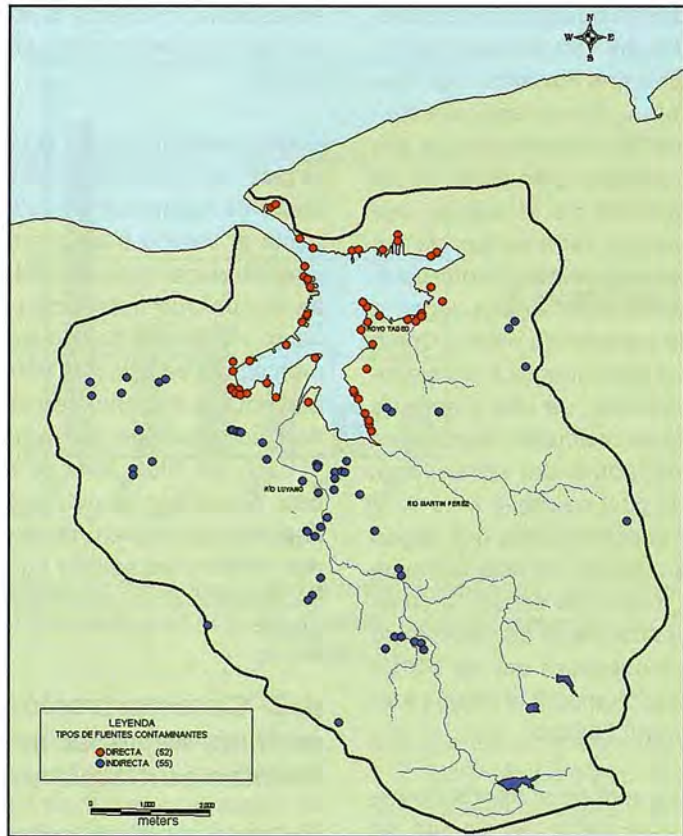 N
W E
S
ROYO TADEO
RÍO LUYANO
RIO MARTIN PEREZ
LEYENDA
TIPOS DE FUENTES CONTAMINANTES
DIRECTA (52)
INDIRECTA (55)
0 1,000 2,000
meters